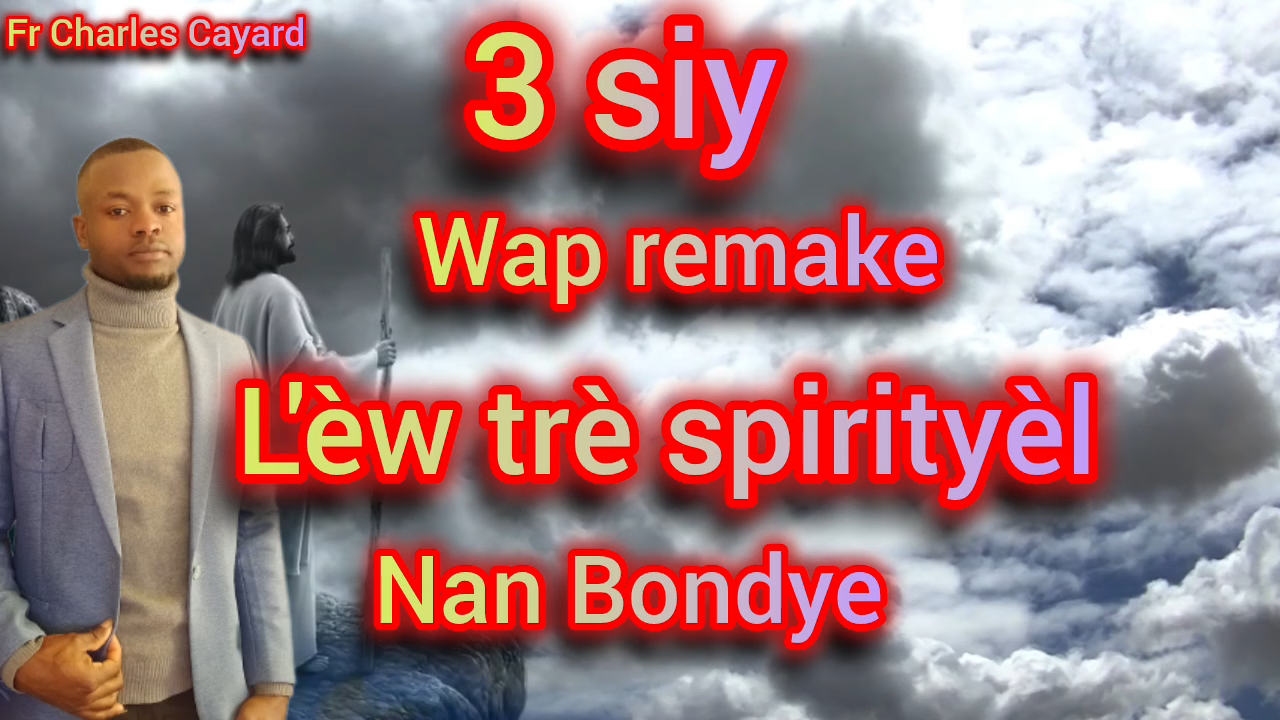 Fr Charles Cayard
3 siy
Wap remake
L'èw trè spirityèl
Nan Bondye